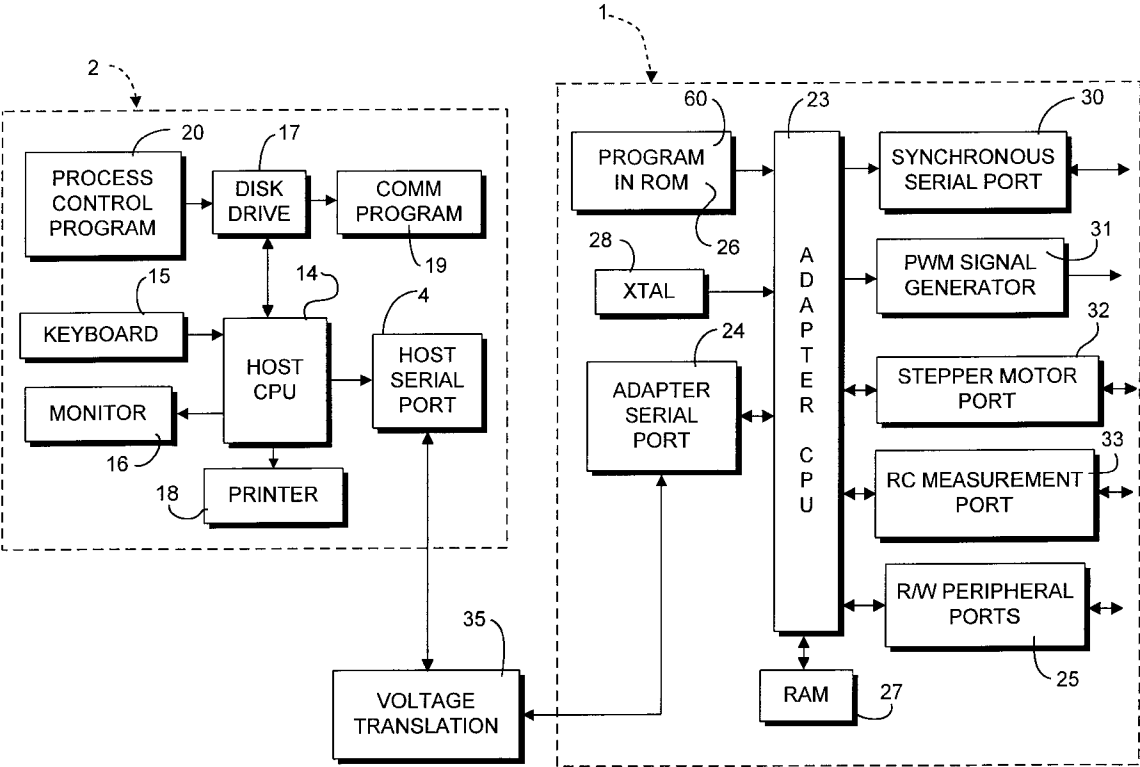 1
2
20
PROCESS
CONTROL
PROGRAM
17
DISK
DRIVE
COMM
PROGRAM
19
15
KEYBOARD
14
HOST
CPU
4
HOST
SERIAL
PORT
MONITOR
16
18
PRINTER
35
VOLTAGE
TRANSLATION
60
PROGRAM
IN ROM
26
28
XTAL
24
ADAPTER
SERIAL
PORT
23
ADAPTER CPU
RAM
27
30
SYNCHRONOUS
SERIAL PORT
31
PWM SIGNAL
GENERATOR
32
STEPPER MOTOR
PORT
33
RC MEASUREMENT
PORT
R/W PERIPHERAL
PORTS
25